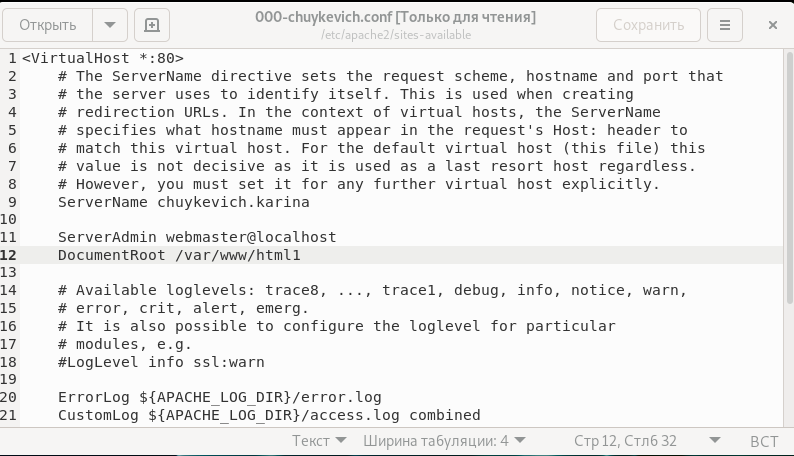 Открыть
000-chuykevich.conf [Только для чтения]
/etc/apache2/sites-available
Сохранить
1 <VirtualHost *:80>
2 # The ServerName directive sets the request scheme, hostname and port that
3 # the server uses to identify itself. This is used when creating
4 # redirection URLs. In the context of virtual hosts, the ServerName
5 # specifies what hostname must appear in the request's Host: header to
6 # match this virtual host. For the default virtual host (this file) this
7 # value is not decisive as it is used as a last resort host regardless.
8 # However, you must set it for any further virtual host explicitly.
9 ServerName chuykevich.karina
10
11 ServerAdmin webmaster@localhost
12 DocumentRoot /var/www/html1
13
14 # Available loglevels: trace8, ..., trace1, debug, info, notice, warn,
15 # error, crit, alert, emerg.
16 # It is also possible to configure the loglevel for particular
17 # modules, e.g.
18 #LogLevel info ssl:warn
19
20 ErrorLog ${APACHE_LOG_DIR}/error.log
21 CustomLog ${APACHE_LOG_DIR}/access.log combined
Текст Ширина табуляции: 4 Стр 12, Стлб 32 ВСТ